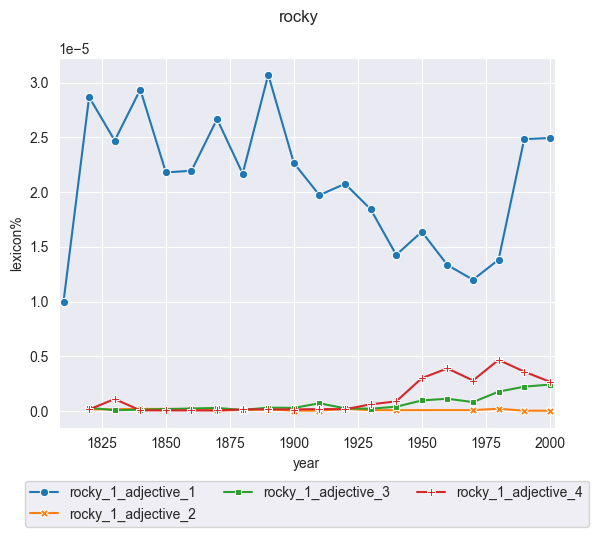 rocky
1e−5
3.0
2.5
2.0
1.5
1.0
0.5
0.0
lexicon%
1825 1850 1875 1900 1925 1950 1975 2000
year
rocky_1_adjective_1 rocky_1_adjective_3 rocky_1_adjective_4
rocky_1_adjective_2